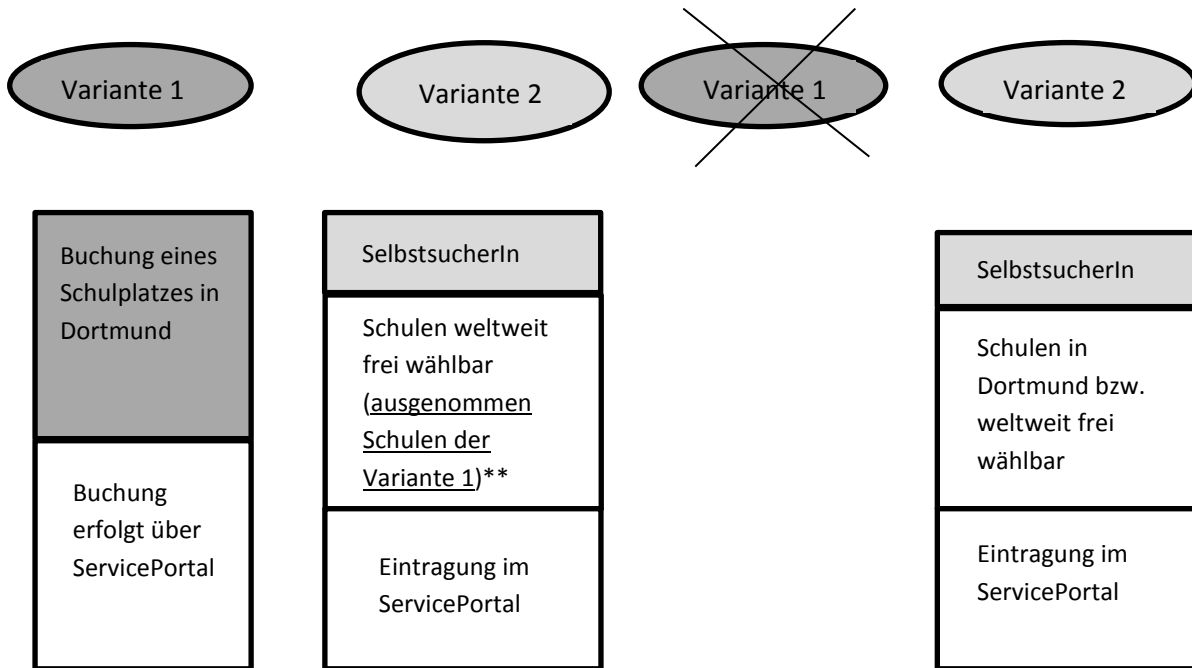 Variante 1
Variante 2
Variante 1
Variante 2
Buchung eines
Schulplatzes in
Dortmund
Buchung
erfolgt über
ServicePortal
SelbstsucherIn
Schulen weltweit
frei wählbar
(ausgenommen
Schulen der
Variante 1)**
Eintragung im
ServicePortal
SelbstsucherIn
Schulen in
Dortmund bzw.
weltweit frei
wählbar
Eintragung im
ServicePortal